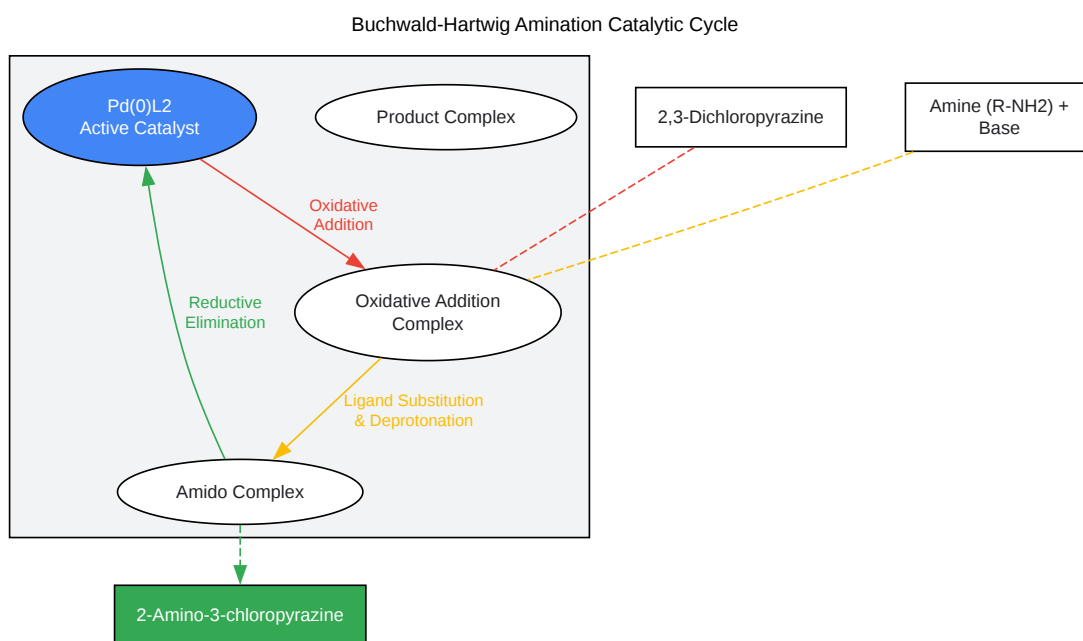 Buchwald-Hartwig Amination Catalytic Cycle
Pd(0)L2
Active Catalyst
Product Complex
2,3-Dichloropyrazine
Amine (R-NH2) +
Base
Oxidative
Addition
Oxidative Addition
Complex
Reductive
Elimination
Ligand Substitution
& Deprotonation
Amido Complex
2-Amino-3-chloropyrazine